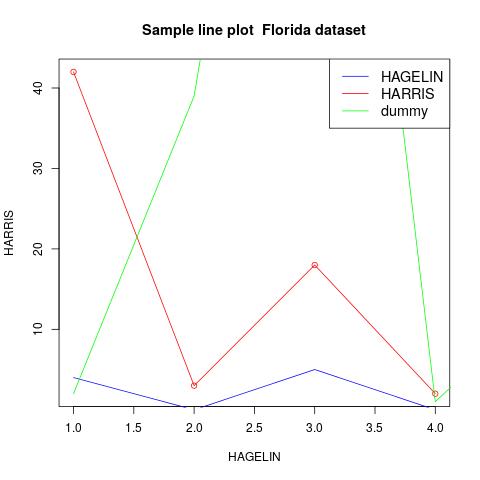 Sample line plot  Florida dataset
HAGELIN
HARRIS
dummy
HARRIS
40
30
20
10
1.0 1.5 2.0 2.5 3.0 3.5 4.0
HAGELIN